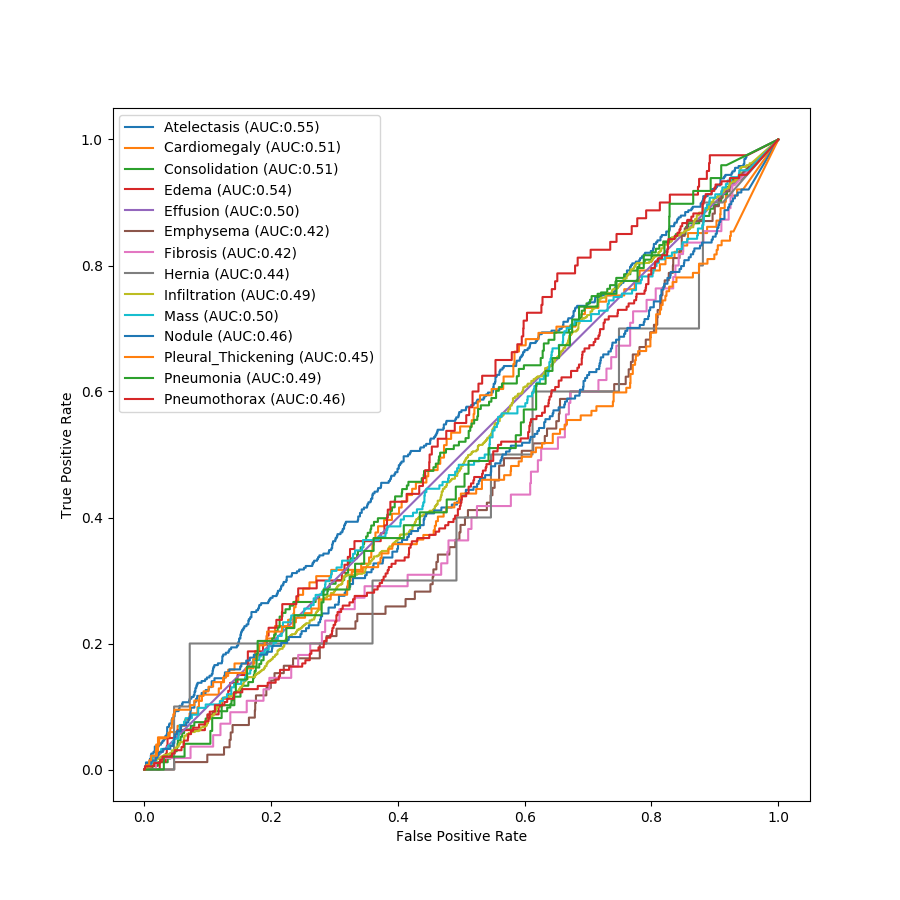 Atelectasis (AUC:0.55)
Cardiomegaly (AUC:0.51)
Consolidation (AUC:0.51)
Edema (AUC:0.54)
Effusion (AUC:0.50)
Emphysema (AUC:0.42)
Fibrosis (AUC:0.42)
Hernia (AUC:0.44)
Infiltration (AUC:0.49)
Mass (AUC:0.50)
Nodule (AUC:0.46)
Pleural_Thickening (AUC:0.45)
Pneumonia (AUC:0.49)
Pneumothorax (AUC:0.46)
True Positive Rate
1.0
0.8
0.6
0.4
0.2
0.0
0.0 0.2 0.4 0.6 0.8 1.0
False Positive Rate